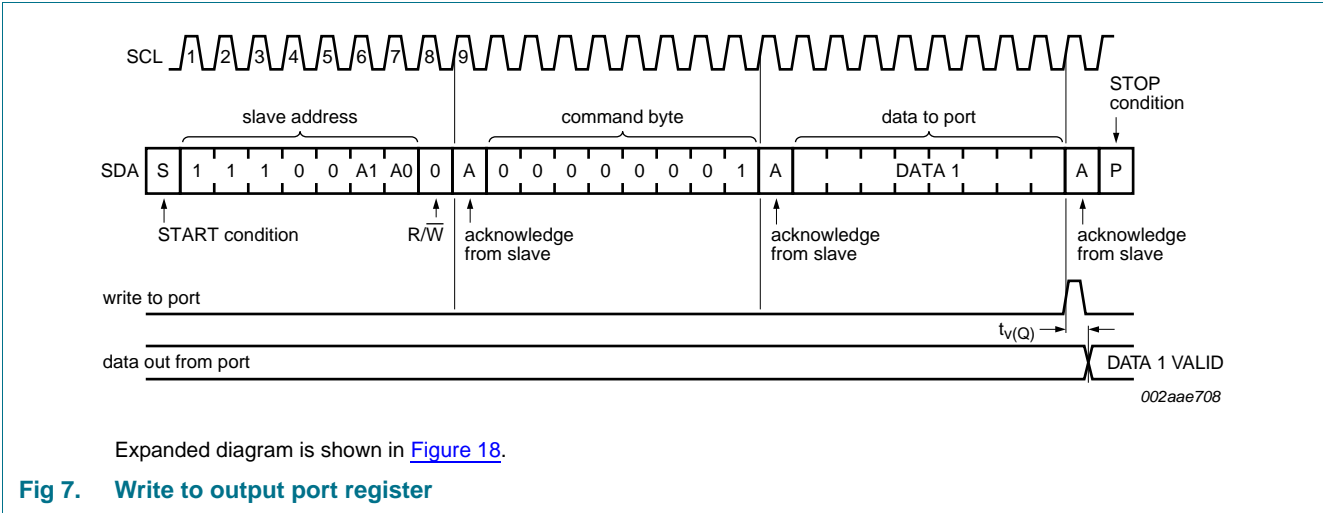 SCL 1 2 3 4 5 6 7 8 9
STOP
condition
slave address command byte data to port
SDA S 1 1 1 0 0 A1 A0 0 A 0 0 0 0 0 0 0 1 A DATA 1 A P
START condition R/W̅ acknowledge from slave acknowledge from slave acknowledge from slave
write to port
tv(Q)
data out from port DATA 1 VALID
002aae708
Expanded diagram is shown in Figure 18.
Fig 7. Write to output port register